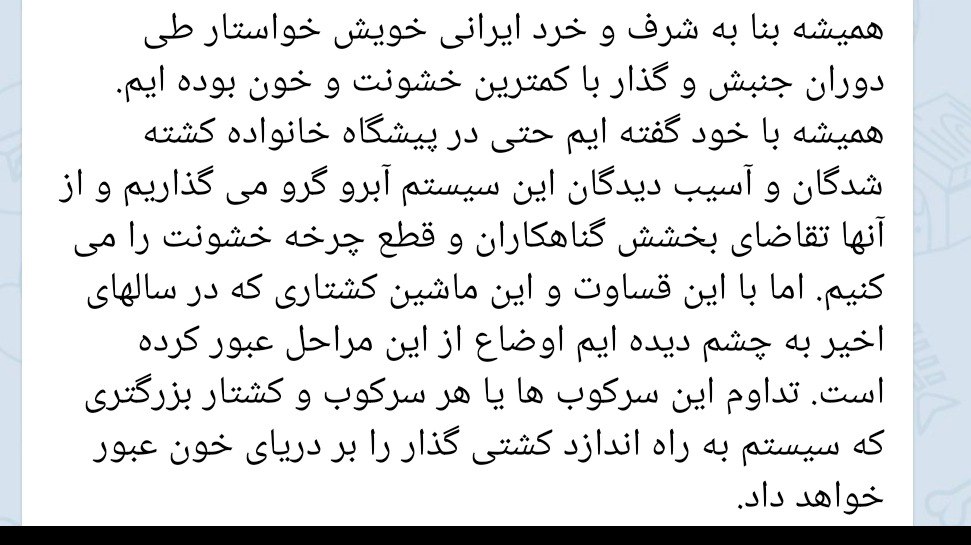 همیشه بنا به شرف و خرد ایرانی خویش خواستار طی
دوران جنبش و گذار با کمترین خشونت و خون بوده ایم.
همیشه با خود گفته ایم حتی در پیشگاه خانواده کشته
شدگان و آسیب دیدگان این سیستم آبرو گرو می گذاریم و از
آنها تقاضای بخشش گناهکاران و قطع چرخه خشونت را می
کنیم. اما با این قساوت و این ماشین کشتاری که در سالهای
اخیر به چشم دیده ایم اوضاع از این مراحل عبور کرده
است. تداوم این سرکوب ها یا هر سرکوب و کشتار بزرگتری
که سیستم به راه اندازد کشتی گذار را بر دریای خون عبور
خواهد داد.